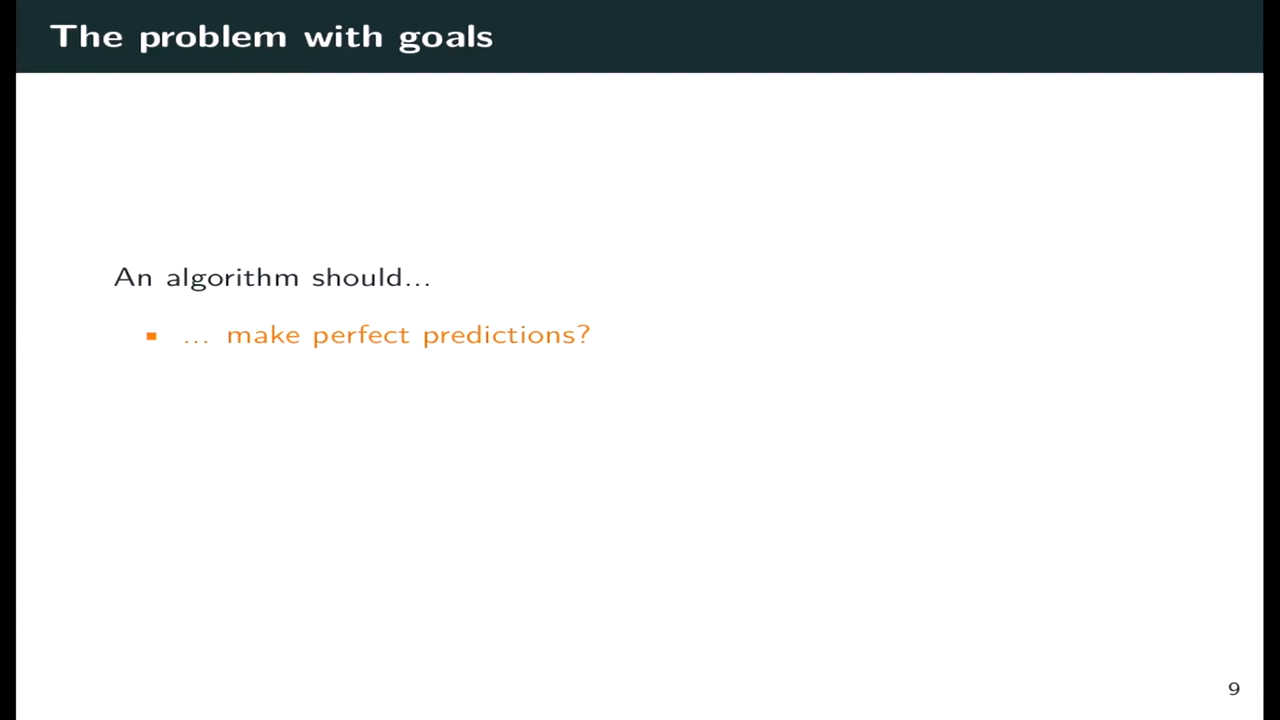 The problem with goals
An algorithm should...
... make perfect predictions?
9